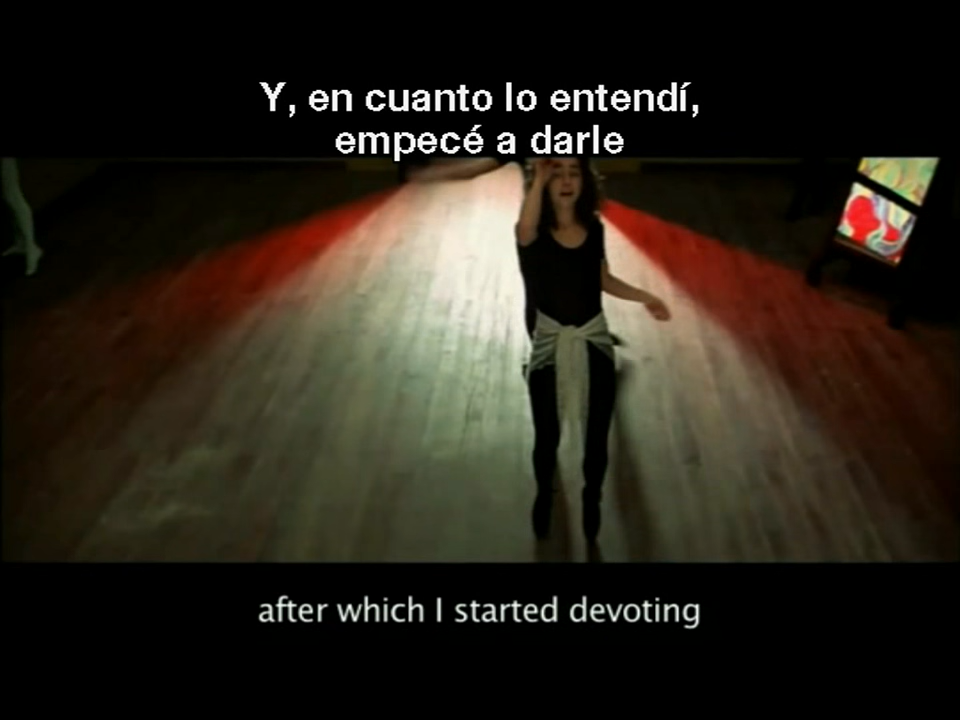 Y, en cuanto lo entendí,
empecé a darle
after which I started devoting